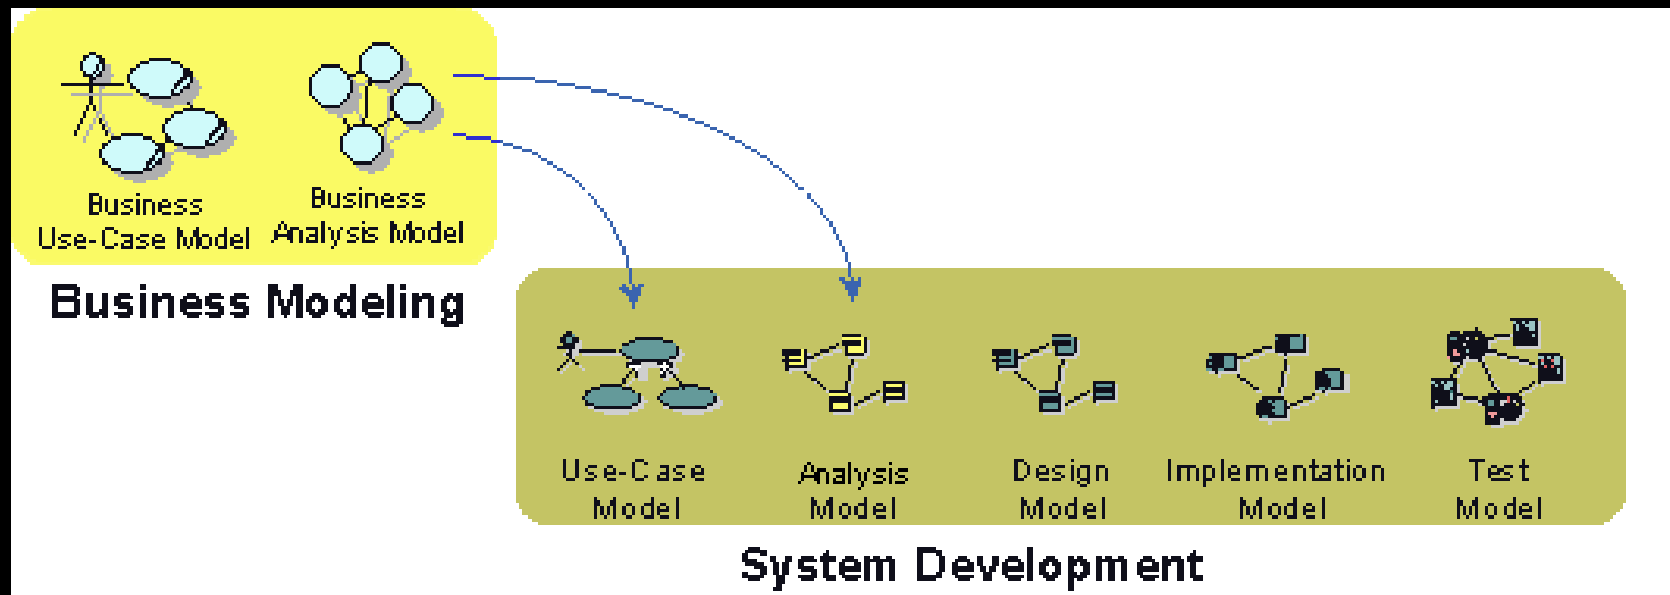 Business
Use-Case Model
Business
Analysis Model
Business Modeling
Use-Case
Model
Analysis
Model
Design
Model
Implementation
Model
Test
Model
System Development